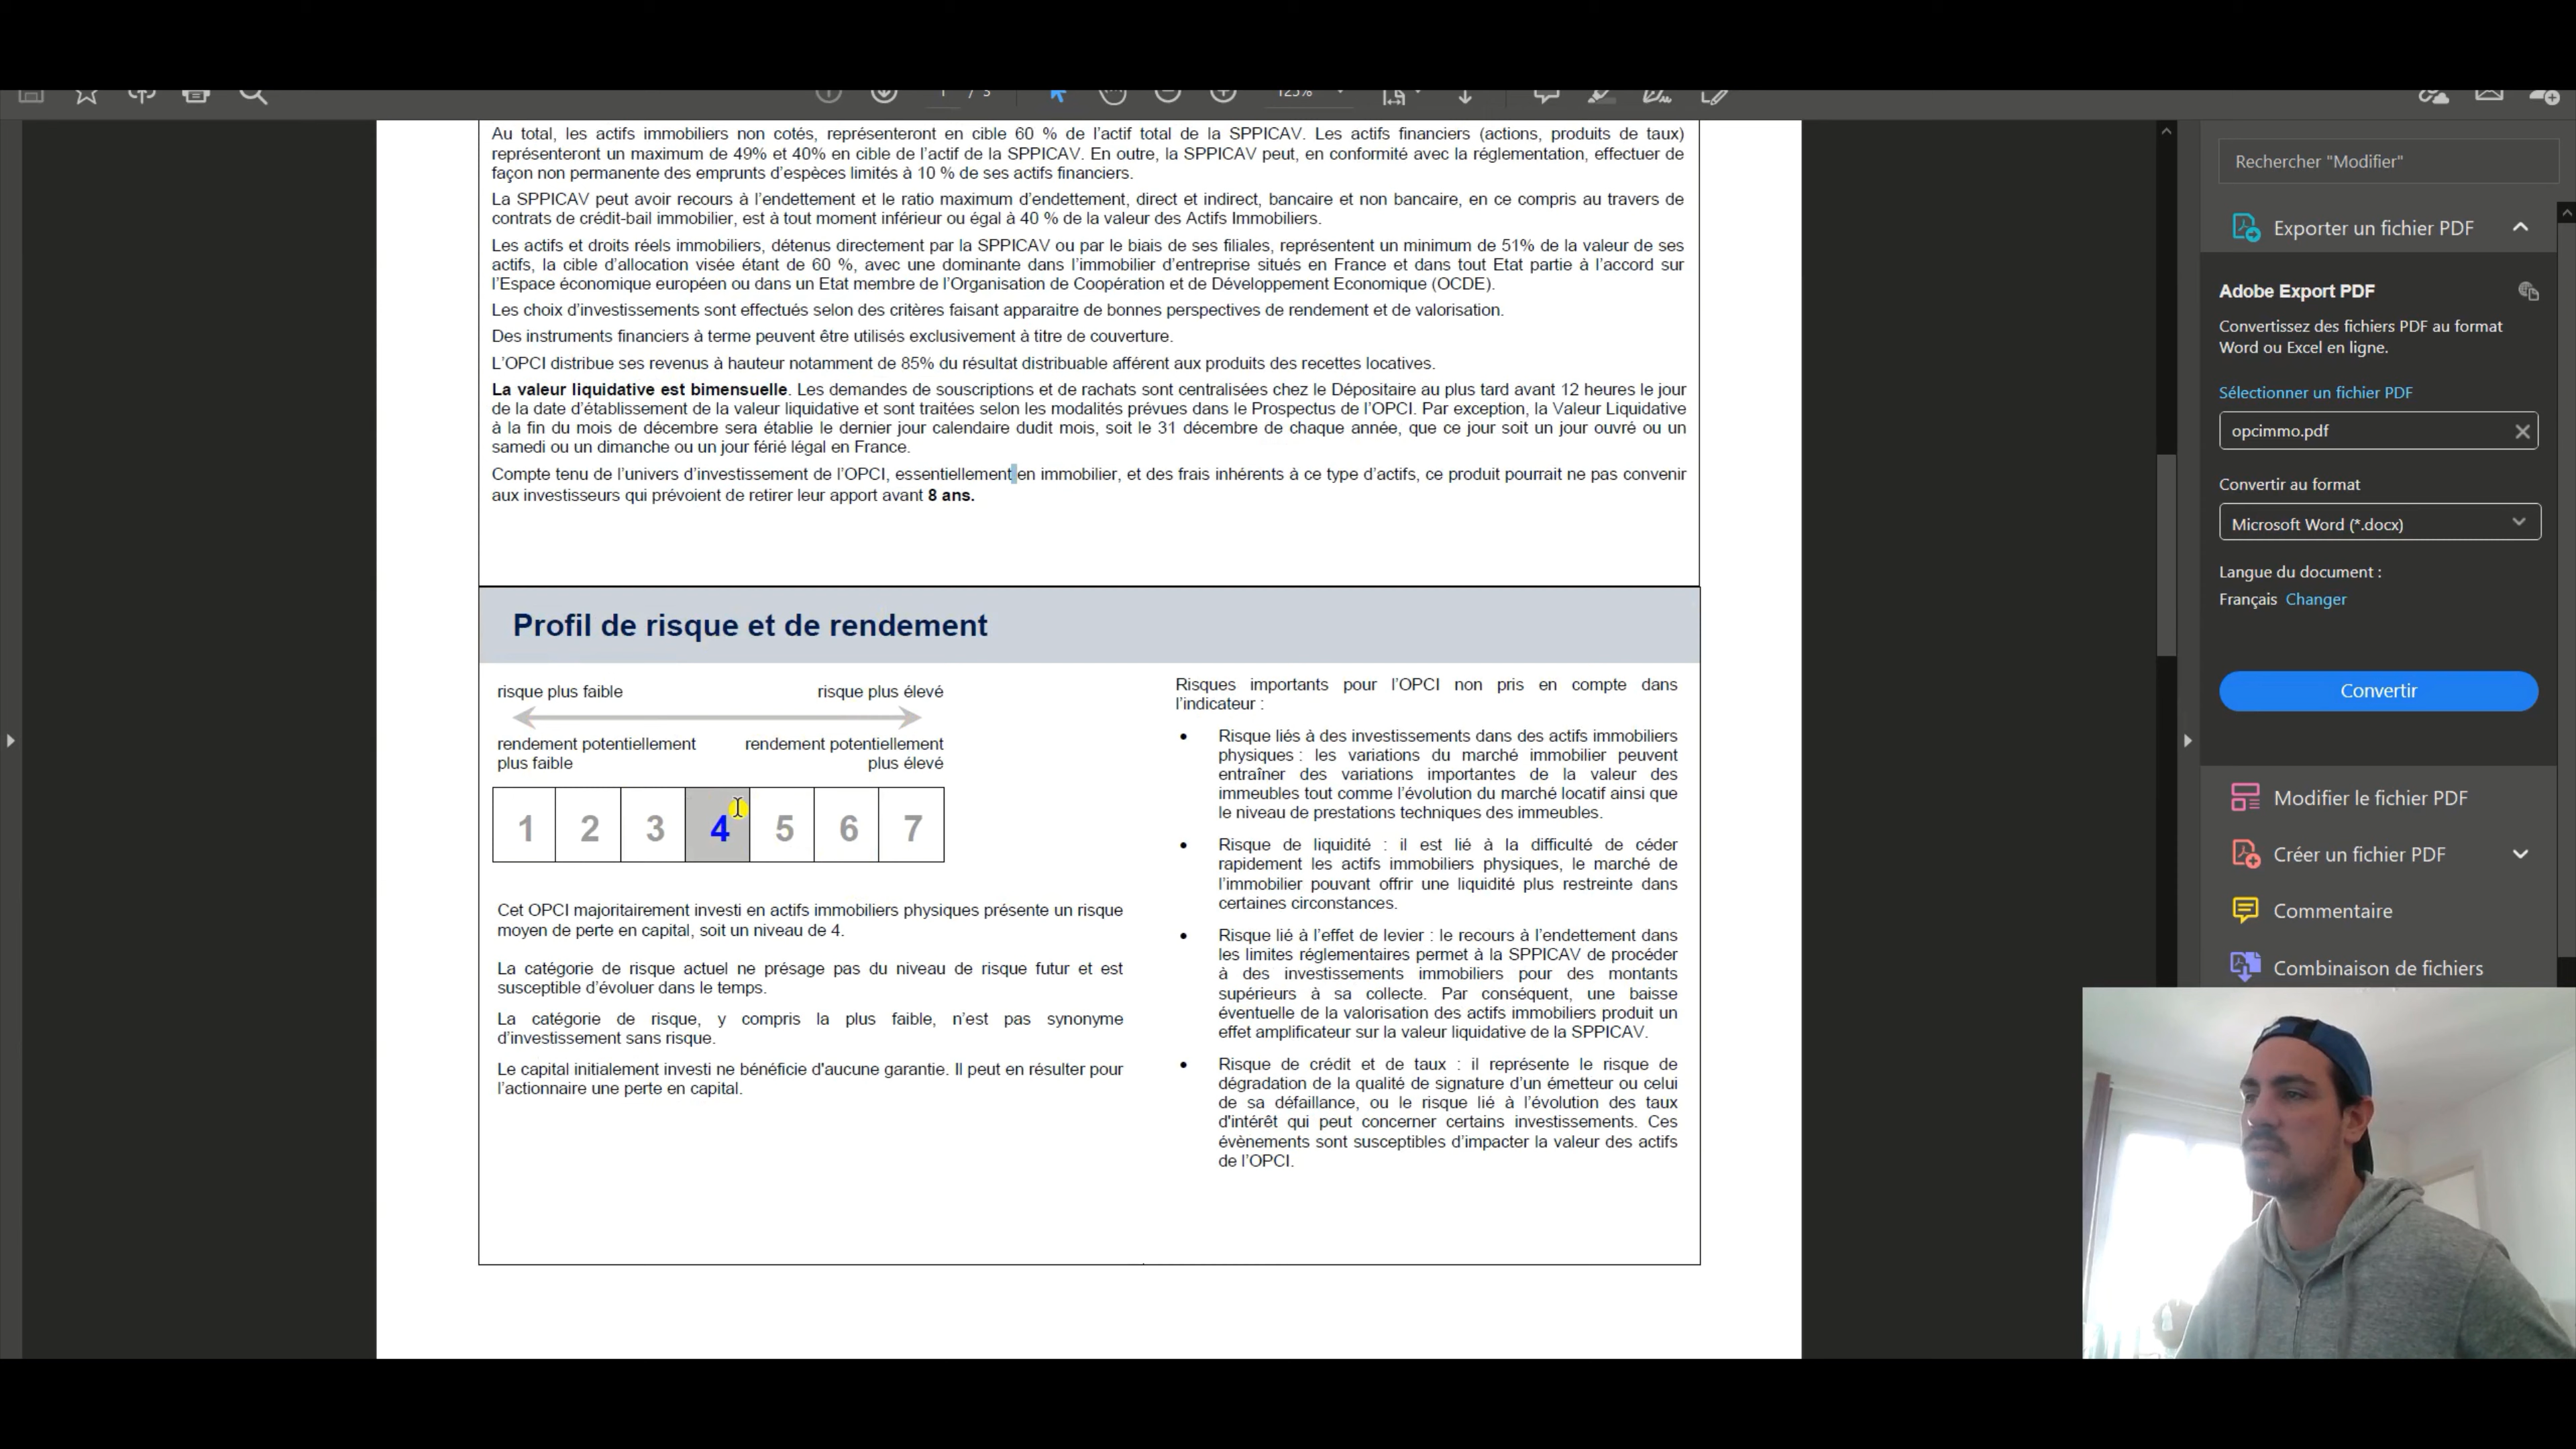 1 / 3
125%
Au total, les actifs immobiliers non cotés, représenteront en cible 60 % de l'actif total de la SPPICAV. Les actifs financiers (actions, produits de taux)
représenteront un maximum de 49% et 40% en cible de l'actif de la SPPICAV. En outre, la SPPICAV peut, en conformité avec la réglementation, effectuer de
façon non permanente des emprunts d'espèces limités à 10 % de ses actifs financiers.
La SPPICAV peut avoir recours à l'endettement et le ratio maximum d'endettement, direct et indirect, bancaire et non bancaire, en ce compris au travers de
contrats de crédit-bail immobilier, est à tout moment inférieur ou égal à 40 % de la valeur des Actifs Immobiliers.
Les actifs et droits réels immobiliers, détenus directement par la SPPICAV ou par le biais de ses filiales, représentent un minimum de 51% de la valeur de ses
actifs, la cible d'allocation visée étant de 60 %, avec une dominante dans l'immobilier d'entreprise situés en France et dans tout Etat partie à l'accord sur
l'Espace économique européen ou dans un Etat membre de l'Organisation de Coopération et de Développement Economique (OCDE).
Les choix d'investissements sont effectués selon des critères faisant apparaitre de bonnes perspectives de rendement et de valorisation.
Des instruments financiers à terme peuvent être utilisés exclusivement à titre de couverture.
L'OPCI distribue ses revenus à hauteur notamment de 85% du résultat distribuable afférent aux produits des recettes locatives.
La valeur liquidative est bimensuelle. Les demandes de souscriptions et de rachats sont centralisées chez le Dépositaire au plus tard avant 12 heures le jour
de la date d'établissement de la valeur liquidative et sont traitées selon les modalités prévues dans le Prospectus de l'OPCI. Par exception, la Valeur Liquidative
à la fin du mois de décembre sera établie le dernier jour calendaire dudit mois, soit le 31 décembre de chaque année, que ce jour soit un jour ouvré ou un
samedi ou un dimanche ou un jour férié légal en France.
Compte tenu de l'univers d'investissement de l'OPCI, essentiellement en immobilier, et des frais inhérents à ce type d'actifs, ce produit pourrait ne pas convenir
aux investisseurs qui prévoient de retirer leur apport avant 8 ans.
Profil de risque et de rendement
risque plus faible
risque plus élevé
rendement potentiellement
plus faible
rendement potentiellement
plus élevé
1 2 3 4 5 6 7
Cet OPCI majoritairement investi en actifs immobiliers physiques présente un risque
moyen de perte en capital, soit un niveau de 4.
La catégorie de risque actuel ne présage pas du niveau de risque futur et est
susceptible d'évoluer dans le temps.
La catégorie de risque, y compris la plus faible, n'est pas synonyme
d'investissement sans risque.
Le capital initialement investi ne bénéficie d'aucune garantie. Il peut en résulter pour
l'actionnaire une perte en capital.
Risques importants pour l'OPCI non pris en compte dans
l'indicateur :
• Risque liés à des investissements dans des actifs immobiliers
physiques : les variations du marché immobilier peuvent
entraîner des variations importantes de la valeur des
immeubles tout comme l'évolution du marché locatif ainsi que
le niveau de prestations techniques des immeubles.
• Risque de liquidité : il est lié à la difficulté de céder
rapidement les actifs immobiliers physiques, le marché de
l'immobilier pouvant offrir une liquidité plus restreinte dans
certaines circonstances.
• Risque lié à l'effet de levier : le recours à l'endettement dans
les limites réglementaires permet à la SPPICAV de procéder
à des investissements immobiliers pour des montants
supérieurs à sa collecte. Par conséquent, une baisse
éventuelle de la valorisation des actifs immobiliers produit un
effet amplificateur sur la valeur liquidative de la SPPICAV.
• Risque de crédit et de taux : il représente le risque de
dégradation de la qualité de signature d'un émetteur ou celui
de sa défaillance, ou le risque lié à l'évolution des taux
d'intérêt qui peut concerner certains investissements. Ces
évènements sont susceptibles d'impacter la valeur des actifs
de l'OPCI.
Rechercher "Modifier"
Exporter un fichier PDF
Adobe Export PDF
Convertissez des fichiers PDF au format
Word ou Excel en ligne.
Sélectionner un fichier PDF
opcimmo.pdf
Convertir au format
Microsoft Word (*.docx)
Langue du document :
Français Changer
Convertir
Modifier le fichier PDF
Créer un fichier PDF
Commentaire
Combinaison de fichiers